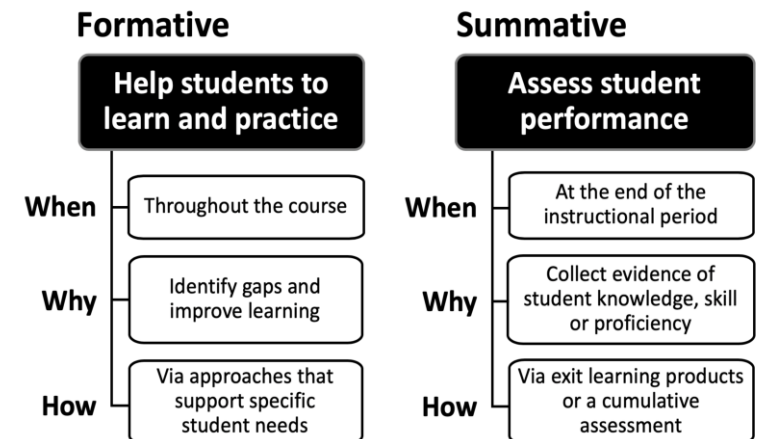 Formative
Help students to
learn and practice
When
Throughout the course
Why
Identify gaps and
improve learning
How
Via approaches that
support specific
student needs
Summative
Assess student
performance
When
At the end of the
instructional period
Why
Collect evidence of
student knowledge, skill
or proficiency
How
Via exit learning products
or a cumulative
assessment